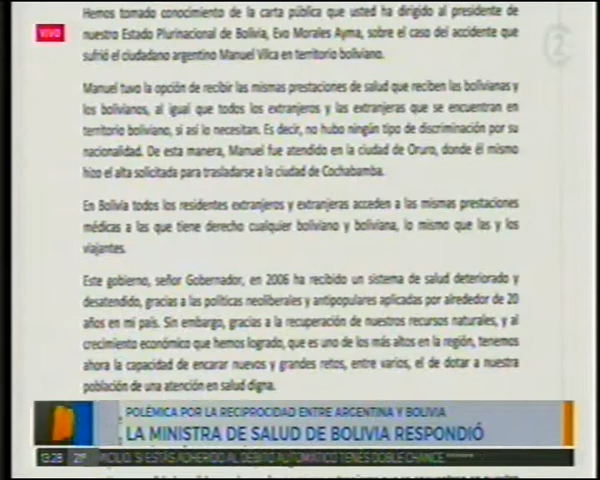 Hemos tomado conocimiento de la carta pública que usted ha dirigido al presidente de
VIVO
nuestro Estado Plurinacional de Bolivia, Evo Morales Ayma, sobre el caso del accidente que
2
sufrió el ciudadano argentino Manuel Vilca en territorio boliviano.
Manuel tuvo la opción de recibir las mismas prestaciones de salud que reciben las bolivianas y
los bolivianos, al igual que todos los extranjeros y las extranjeras que se encuentran en
territorio boliviano, si así lo necesitan. Es decir, no hubo ningún tipo de discriminación por su
nacionalidad. De esta manera, Manuel fue atendido en la ciudad de Oruro, donde él mismo
hizo el alta solicitada para trasladarse a la ciudad de Cochabamba.
En Bolivia todos los residentes extranjeros y extranjeras acceden a las mismas prestaciones
médicas a las que tiene derecho cualquier boliviano y boliviana, lo mismo que las y los
viajantes.
Este gobierno, señor Gobernador, en 2006 ha recibido un sistema de salud deteriorado y
desatendido, gracias a las políticas neoliberales y antipopulares aplicadas por alrededor de 20
años en mi país. Sin embargo, gracias a la recuperación de nuestros recursos naturales, y al
crecimiento económico que hemos logrado, que es uno de los más altos en la región, tenemos
ahora la capacidad de encarar nuevos y grandes retos, entre varios, el de dotar a nuestra
población de una atención en salud digna.
POLÉMICA POR LA RECIPROCIDAD ENTRE ARGENTINA Y BOLIVIA
LA MINISTRA DE SALUD DE BOLIVIA RESPONDIÓ
13:28 21º MICILIO. SI ESTÁS ADHERIDO AL DÉBITO AUTOMÁTICO TENÉS DOBLE CHANCE